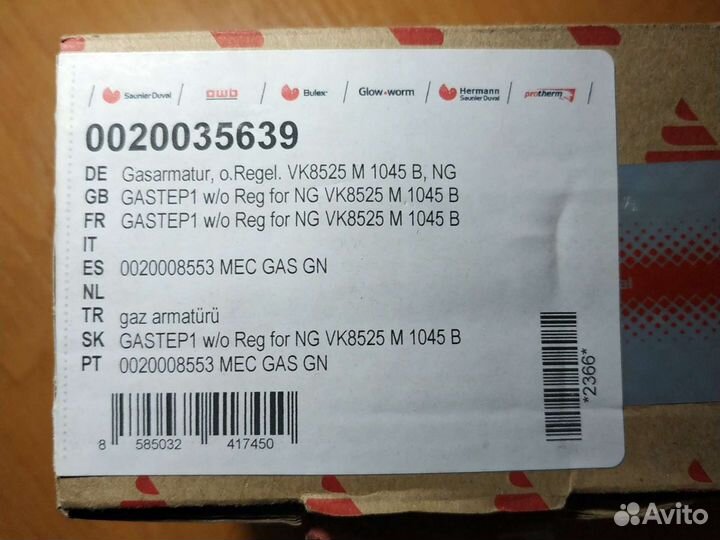 Saunier Duval awb Bulex Glow-worm Hermann Saunier Duval protherm
0020035639
DE Gasarmatur, o.Regel. VK8525 M 1045 B, NG
GB GASTEP1 w/o Reg for NG VK8525 M 1045 B
FR GASTEP1 w/o Reg for NG VK8525 M 1045 B
IT
ES 0020008553 MEC GAS GN
NL
TR gaz armatürü
SK GASTEP1 w/o Reg for NG VK8525 M 1045 B
PT 0020008553 MEC GAS GN
8 585032 417450
*2366*
Avito